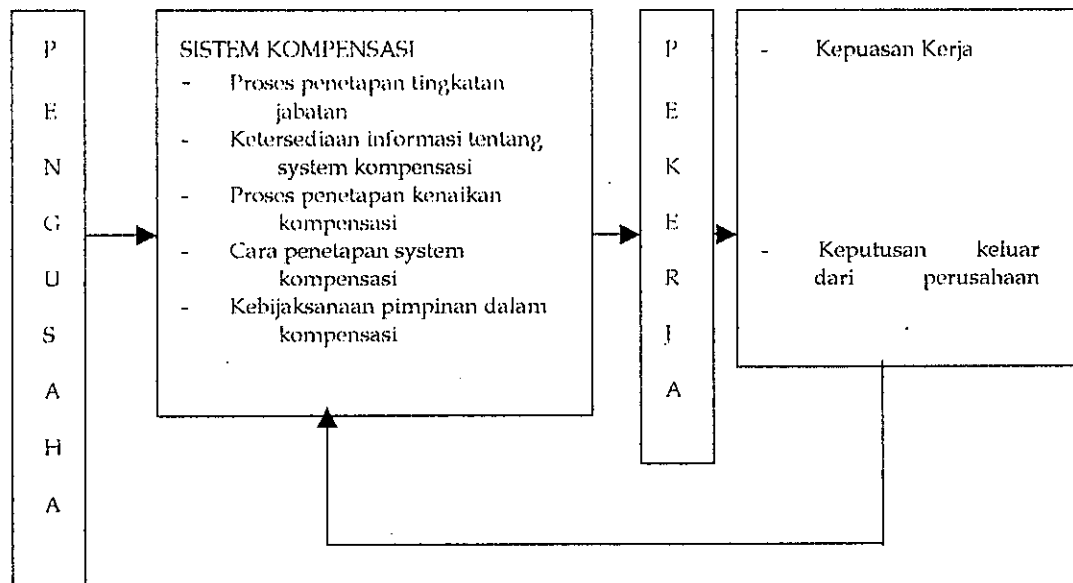 P
E
N
G
U
S
A
H
A
SISTEM KOMPENSASI
- Proses penetapan tingkatan
jabatan
- Ketersediaan informasi tentang
system kompensasi
- Proses penetapan kenaikan
kompensasi
- Cara penetapan system
kompensasi
- Kebijaksanaan pimpinan dalam
kompensasi
P
E
K
E
R
J
A
- Kepuasan Kerja
- Keputusan keluar
dari perusahaan